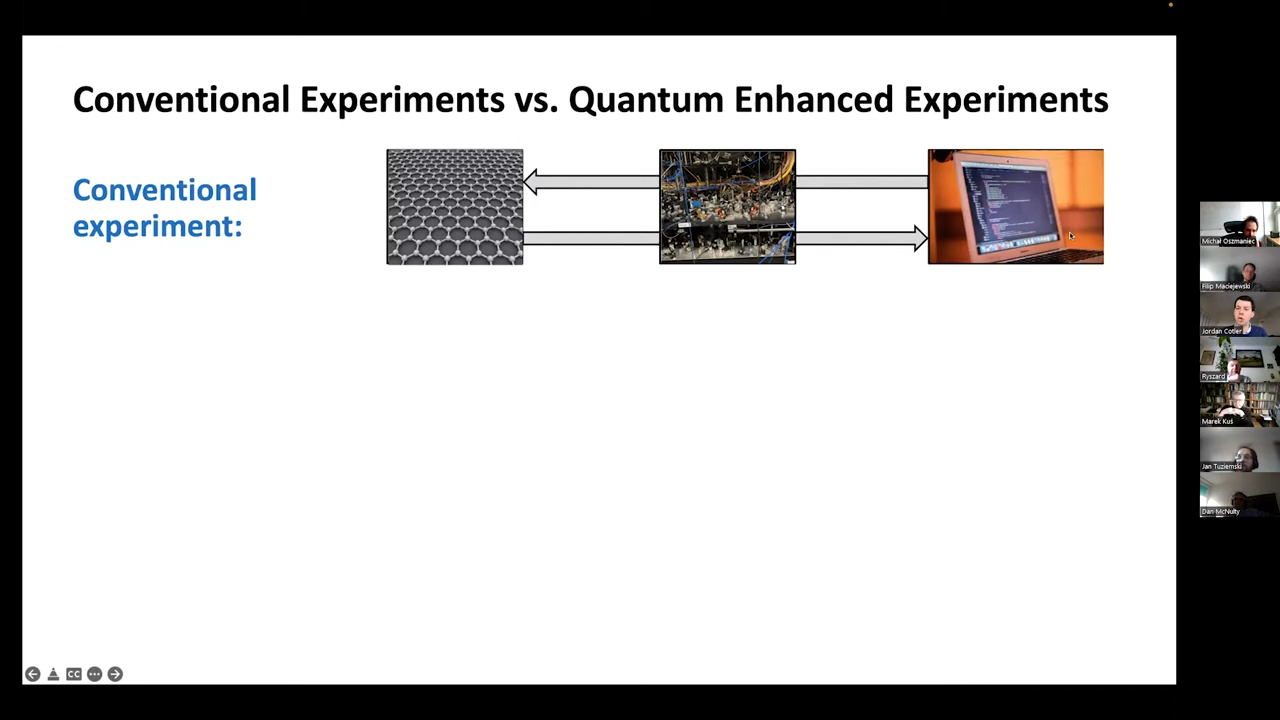 Conventional Experiments vs. Quantum Enhanced Experiments
Conventional
experiment:
Michał Oszmaniec
Filip Maciejewski
Jordan Cotler
Ryszard
Marek Kuś
Jan Tuziemski
Dan McNulty
CC